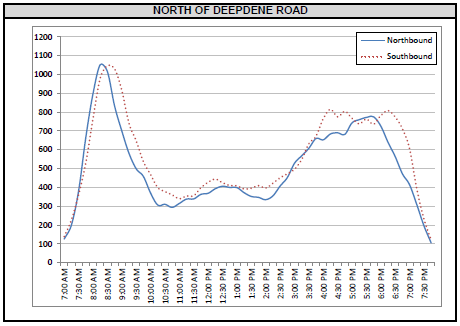 NORTH OF DEEPDENE ROAD
1200
1100
1000
900
800
700
600
500
400
300
200
100
0
Northbound
Southbound
7:00 AM
7:30 AM
8:00 AM
8:30 AM
9:00 AM
9:30 AM
10:00 AM
10:30 AM
11:00 AM
11:30 AM
12:00 PM
12:30 PM
1:00 PM
1:30 PM
2:00 PM
2:30 PM
3:00 PM
3:30 PM
4:00 PM
4:30 PM
5:00 PM
5:30 PM
6:00 PM
6:30 PM
7:00 PM
7:30 PM